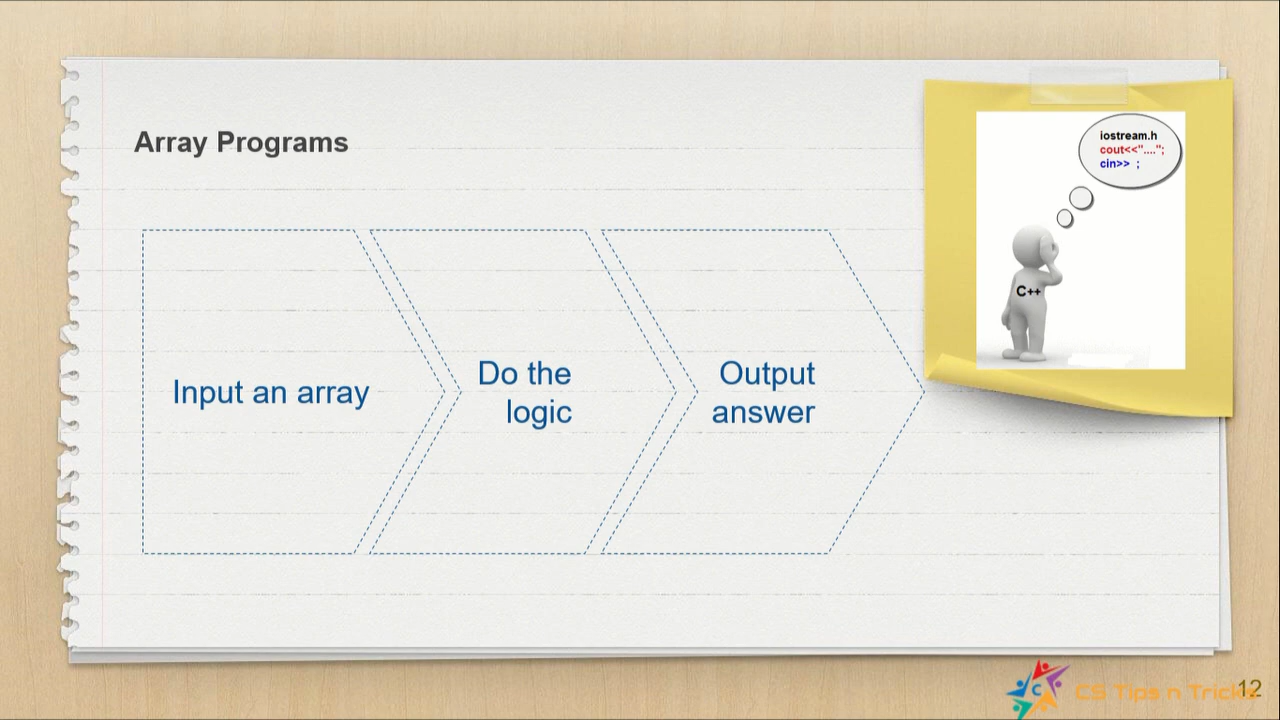 Array Programs
iostream.h
cout<<"....";
cin>> ;
C++
Input an array
Do the
logic
Output
answer
C
CS Tips n Tricks
12